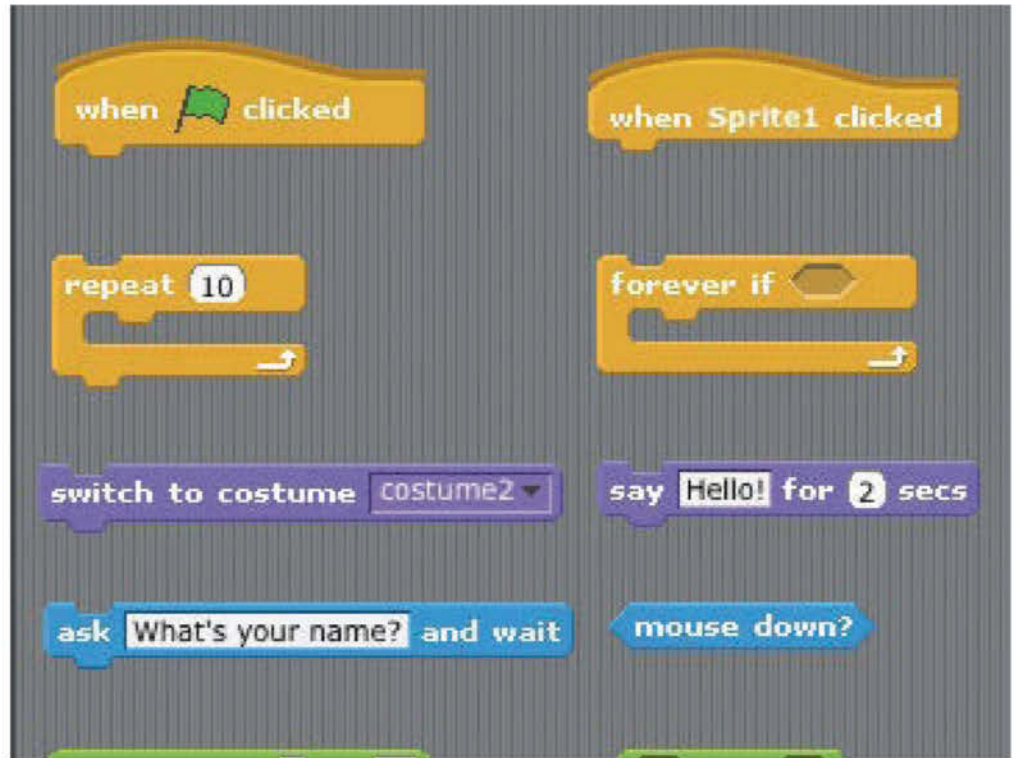 when clicked
when Sprite1 clicked
repeat 10
forever if
switch to costume costume2
say Hello! for 2 secs
ask What's your name? and wait
mouse down?